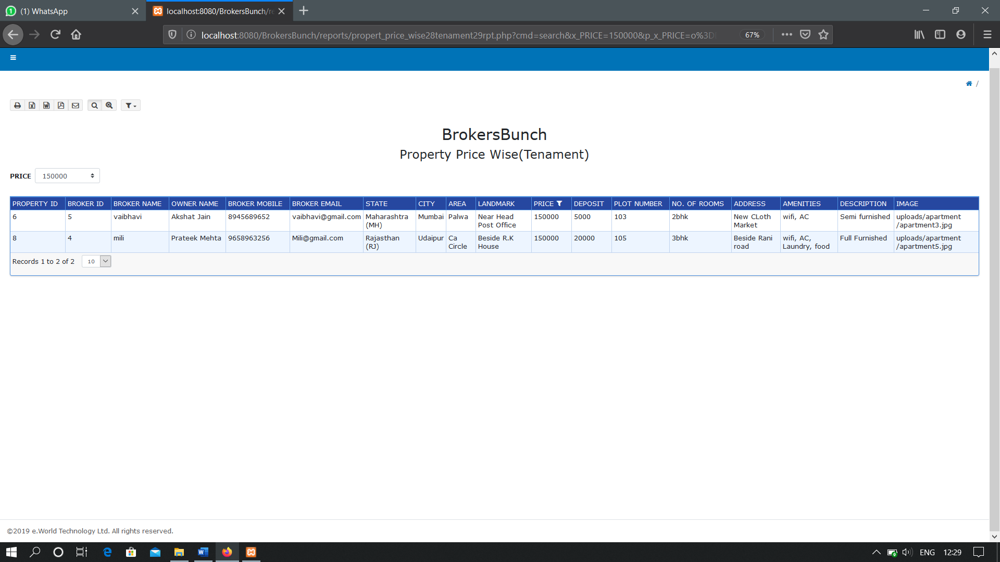 (1) WhatsApp
localhost:8080/BrokersBunch/re
localhost:8080/BrokersBunch/reports/propert_price_wise28tenament29rpt.php?cmd=search&x_PRICE=150000&p_x_PRICE=o%3D
67%
/
BrokersBunch
Property Price Wise(Tenament)
PRICE 150000
PROPERTY ID BROKER ID BROKER NAME OWNER NAME BROKER MOBILE BROKER EMAIL STATE CITY AREA LANDMARK PRICE DEPOSIT PLOT NUMBER NO. OF ROOMS ADDRESS AMENITIES DESCRIPTION IMAGE
6 5 vaibhavi Akshat Jain 8945689652 vaibhavi@gmail.com Maharashtra Mumbai Palwa Near Head 150000 5000 103 2bhk New CLoth wifi, AC Semi furnished uploads/apartment
(MH) Post Office Market /apartment3.jpg
8 4 mili Prateek Mehta 9658963256 Mili@gmail.com Rajasthan Udaipur Ca Beside R.K 150000 20000 105 3bhk Beside Rani wifi, AC, Full Furnished uploads/apartment
(RJ) Circle House road Laundry, food /apartment5.jpg
Records 1 to 2 of 2 10
©2019 e.World Technology Ltd. All rights reserved.
ENG 12:29